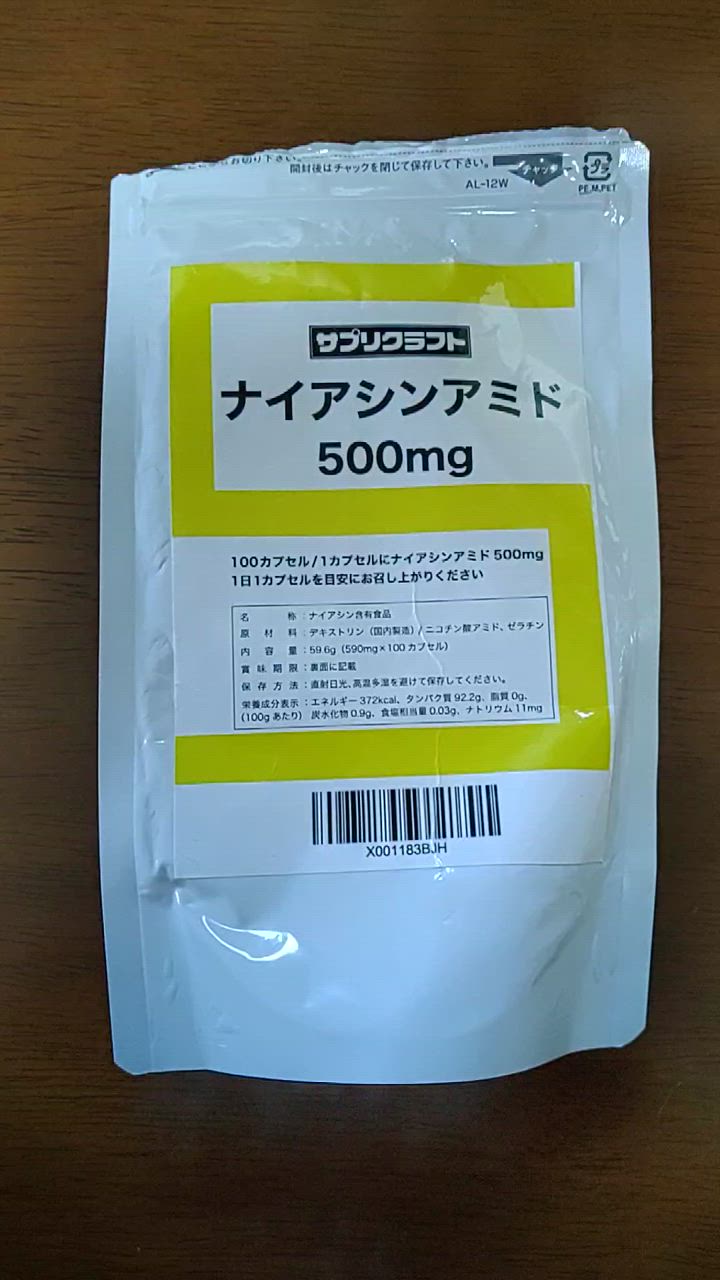 お切り下さい。
開封後はチャックを閉じて保存して下さい。
チャック
AL-12W
プラ
PE,M,PET
サプリクラフト
ナイアシンアミド
500mg
100カプセル/1カプセルにナイアシンアミド500mg
1日1カプセルを目安にお召し上がりください
名称:ナイアシン含有食品
原材料:デキストリン(国内製造)/ニコチン酸アミド、ゼラチン
内容量:59.6g(590mg×100カプセル)
賞味期限:裏面に記載
保存方法:直射日光、高温多湿を避けて保存してください。
栄養成分表示:エネルギー372kcal、タンパク質92.2g、脂質0g、
(100gあたり) 炭水化物0.9g、食塩相当量0.03g、ナトリウム11mg
X001183BJH